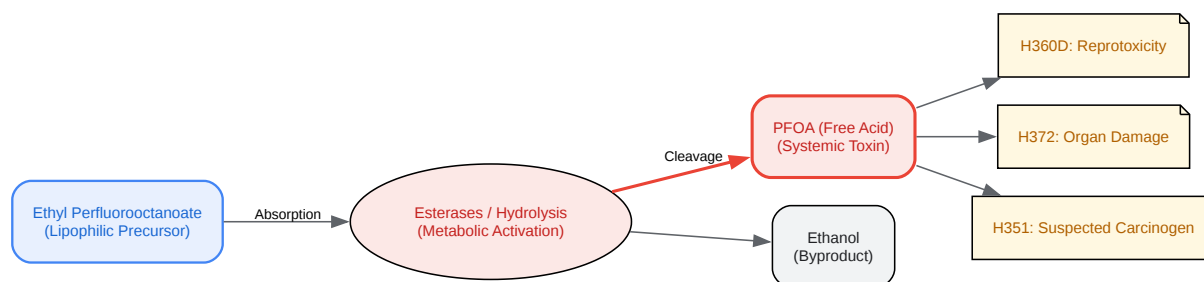 Ethyl Perfluorooctanoate
(Lipophilic Precursor)
Absorption
Esterases / Hydrolysis
(Metabolic Activation)
Cleavage
PFOA (Free Acid)
(Systemic Toxin)
Ethanol
(Byproduct)
H360D: Reprotoxicity
H372: Organ Damage
H351: Suspected Carcinogen